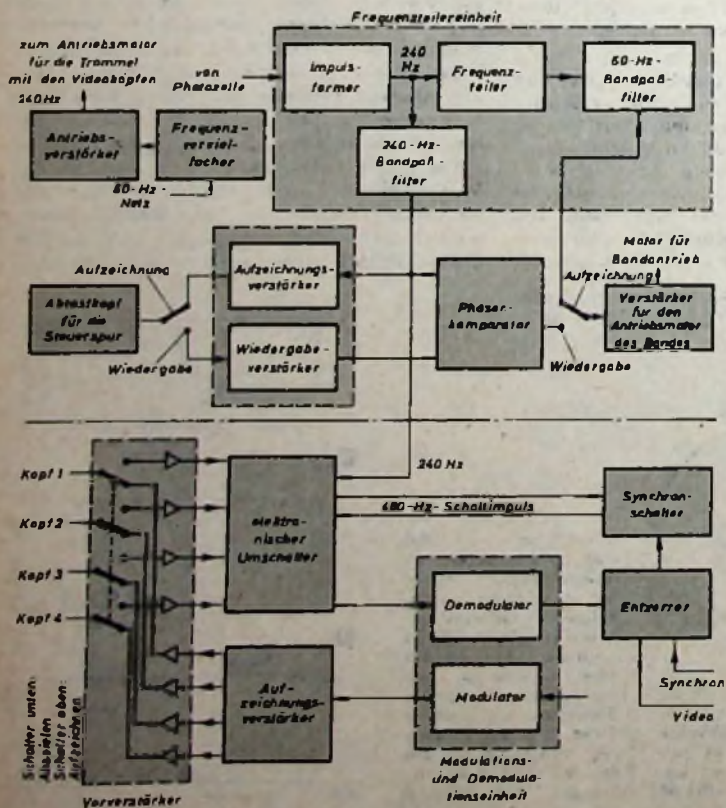 Frequenzteilereinheit
zum Antriebsmotor
für die Trommel
mit den Videoköpfen
240 Hz
von
Photozelle
Impuls-
former
240
Hz
Frequenz-
teiler
60-Hz-
Bandpaß-
filter
Antriebs-
verstärker
Frequenz-
verviel-
facher
60-Hz-
Netz
240-Hz-
Bandpaß-
filter
Motor für
Bandantrieb
Aufzeichnung
Aufzeichnungs-
verstärker
Aufzeichnung
Abtastkopf
für die
Steuerspur
Phasen-
komparator
Verstärker
für den
Antriebsmotor
des Bandes
Wiedergabe
Wiedergabe-
verstärker
Wiedergabe
240 Hz
Kopf 1
Kopf 2
Kopf 3
Kopf 4
elektro-
nischer
Umschalter
480-Hz-Schaltimpuls
Synchron-
schalter
Demodulator
Entzerrer
Modulator
Auf-
zeichnungs-
verstärker
Synchron
Video
Schalter unten:
Abspielen
Schalter oben:
Aufzeichnen
Vorverstärker
Modulations-
und Demodula-
tionseinheit